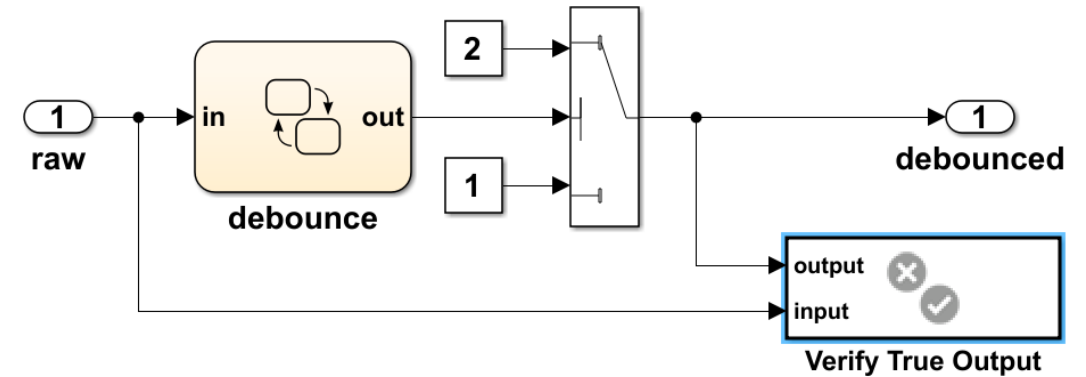 2
1
in
out
1
raw
debounced
1
debounce
output
input
Verify True Output